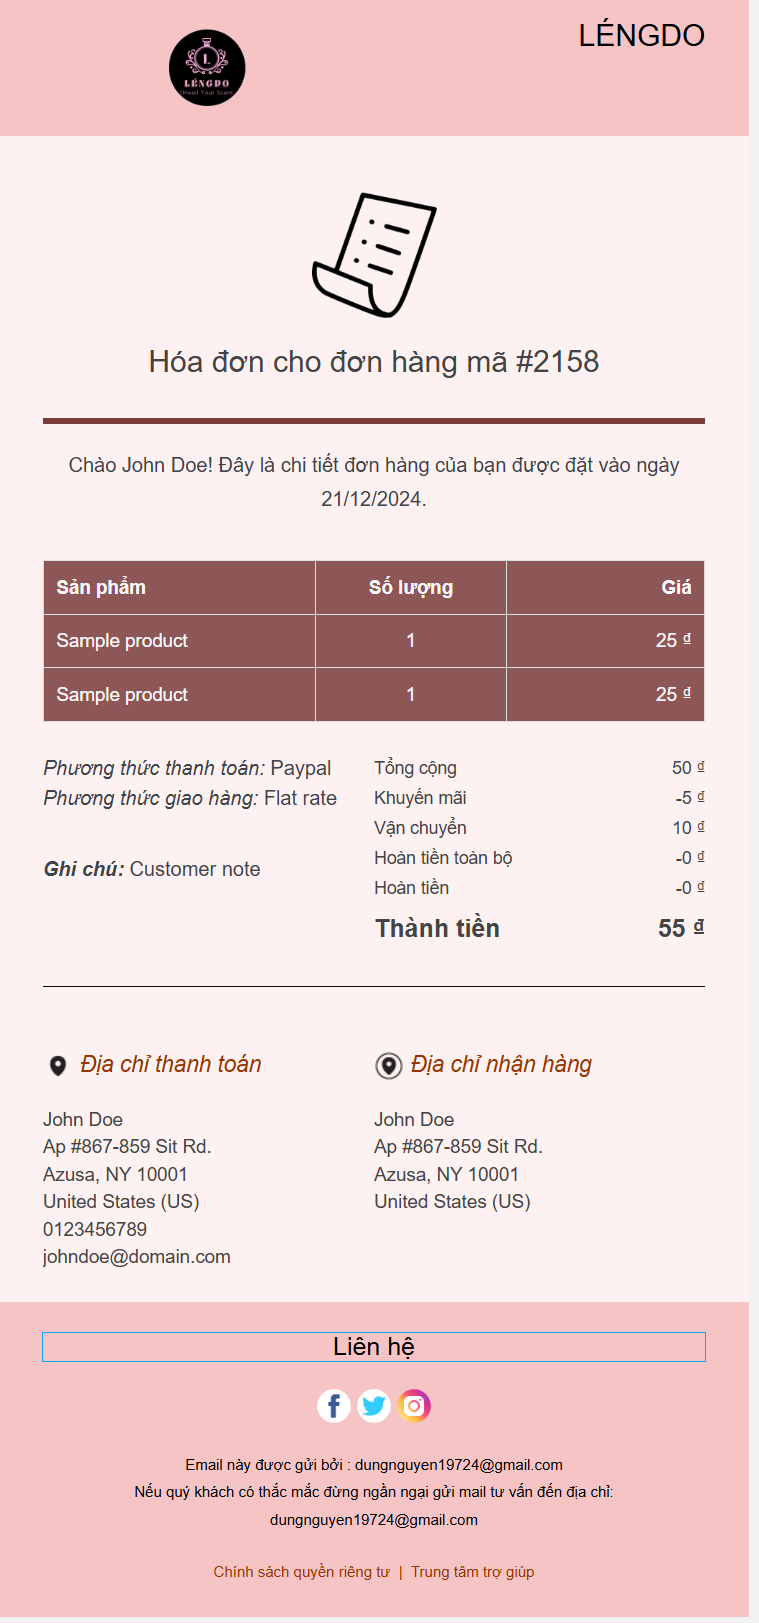 LÉNGDO
L
LÉNGDO
Unveil Your Scent
Hóa đơn cho đơn hàng mã #2158
Chào John Doe! Đây là chi tiết đơn hàng của bạn được đặt vào ngày
21/12/2024.
Sản phẩm Số lượng Giá
Sample product 1 25 ₫
Sample product 1 25 ₫
Phương thức thanh toán: Paypal
Phương thức giao hàng: Flat rate
Ghi chú: Customer note
Tổng cộng 50 ₫
Khuyến mãi -5 ₫
Vận chuyển 10 ₫
Hoàn tiền toàn bộ -0 ₫
Hoàn tiền -0 ₫
Thành tiền 55 ₫
Địa chỉ thanh toán
John Doe
Ap #867-859 Sit Rd.
Azusa, NY 10001
United States (US)
0123456789
johndoe@domain.com
Địa chỉ nhận hàng
John Doe
Ap #867-859 Sit Rd.
Azusa, NY 10001
United States (US)
Liên hệ
Email này được gửi bởi : dungnguyen19724@gmail.com
Nếu quý khách có thắc mắc đừng ngần ngại gửi mail tư vấn đến địa chỉ:
dungnguyen19724@gmail.com
Chính sách quyền riêng tư | Trung tâm trợ giúp